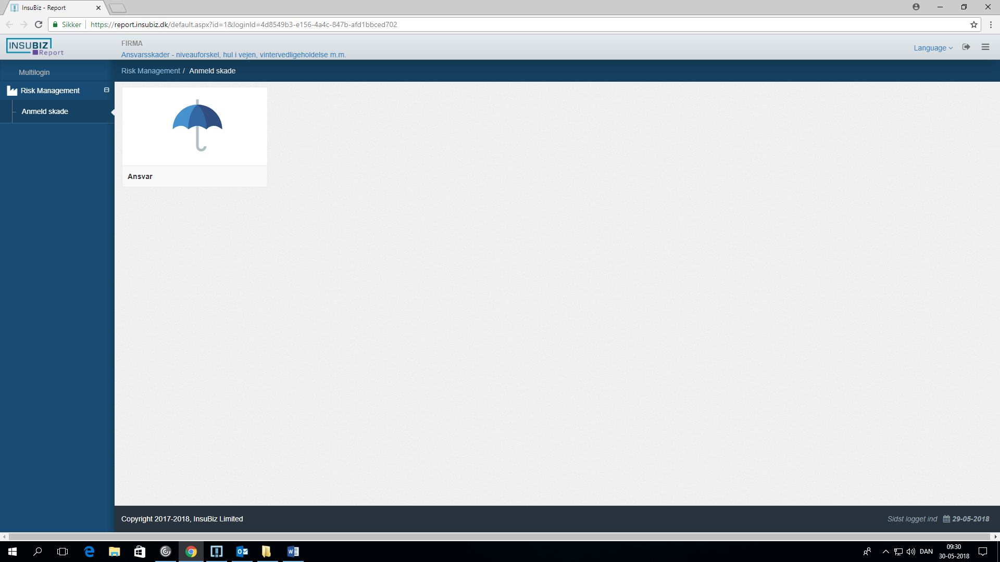 InsuBiz - Report
Sikker
https://report.insubiz.dk/default.aspx?id=1&loginId=4d8549b3-e156-4a4c-847b-afd1bbced702
INSUBIZ
Report
FIRMA
Ansvarsskader - niveauforskel, hul i vejen, vintervedligeholdelse m.m.
Language
Multilogin
Risk Management / Anmeld skade
Risk Management
Anmeld skade
Ansvar
Copyright 2017-2018, InsuBiz Limited
Sidst logget ind 29-05-2018
DAN
09:30
30-05-2018